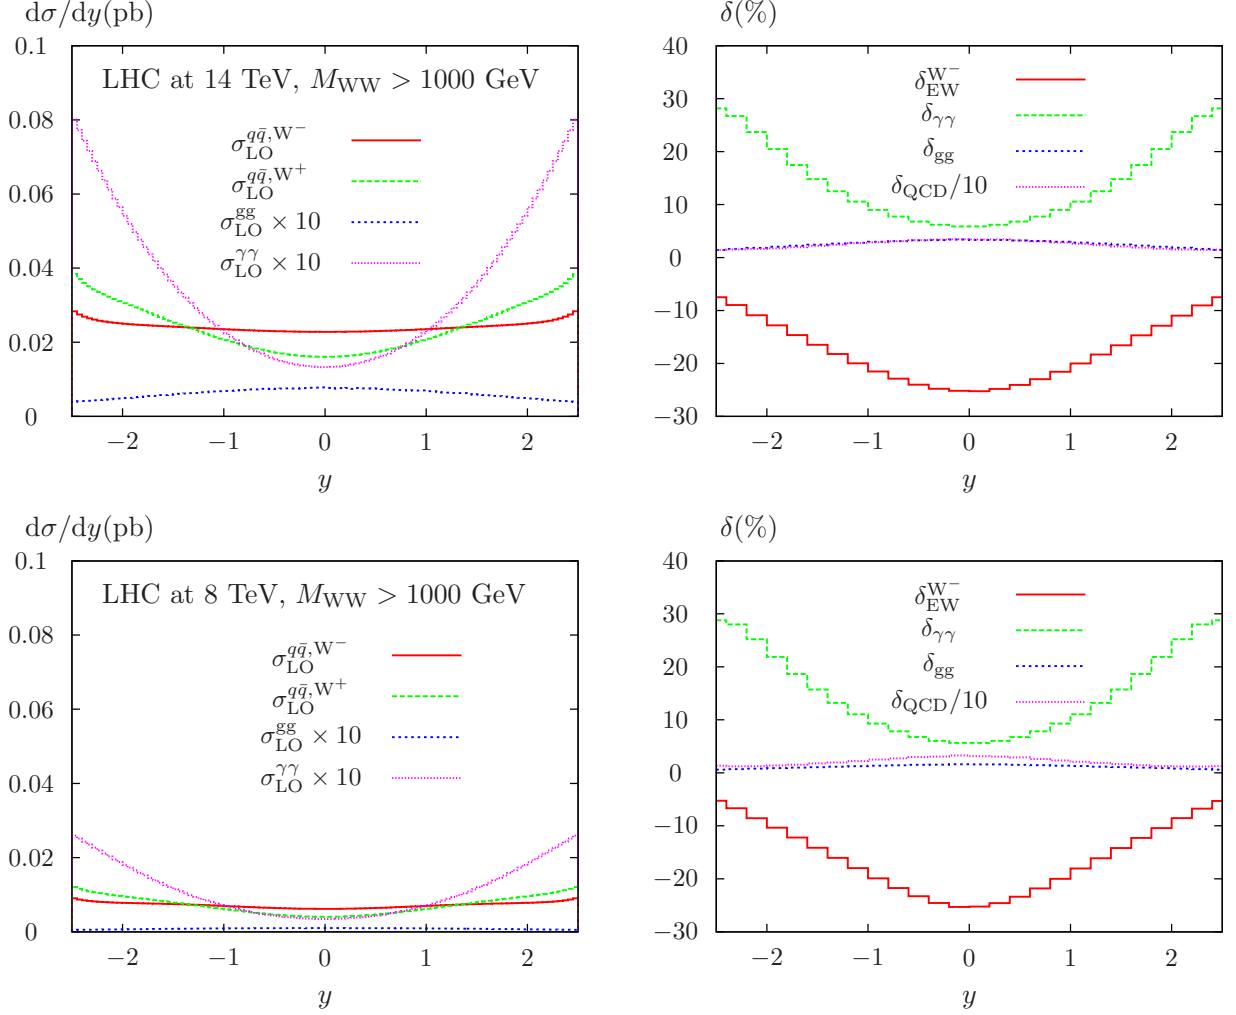 dσ/dy(pb)
LHC at 14 TeV, M_WW > 1000 GeV
σ_LO^{qq̄,W−}
σ_LO^{qq̄,W+}
σ_LO^{gg} × 10
σ_LO^{γγ} × 10
0.1
0.08
0.06
0.04
0.02
0
−2 −1 0 1 2
y
δ(%)
δ_EW^{W−}
δ_γγ
δ_gg
δ_QCD/10
40
30
20
10
0
−10
−20
−30
−2 −1 0 1 2
y
dσ/dy(pb)
LHC at 8 TeV, M_WW > 1000 GeV
σ_LO^{qq̄,W−}
σ_LO^{qq̄,W+}
σ_LO^{gg} × 10
σ_LO^{γγ} × 10
0.1
0.08
0.06
0.04
0.02
0
−2 −1 0 1 2
y
δ(%)
δ_EW^{W−}
δ_γγ
δ_gg
δ_QCD/10
40
30
20
10
0
−10
−20
−30
−2 −1 0 1 2
y